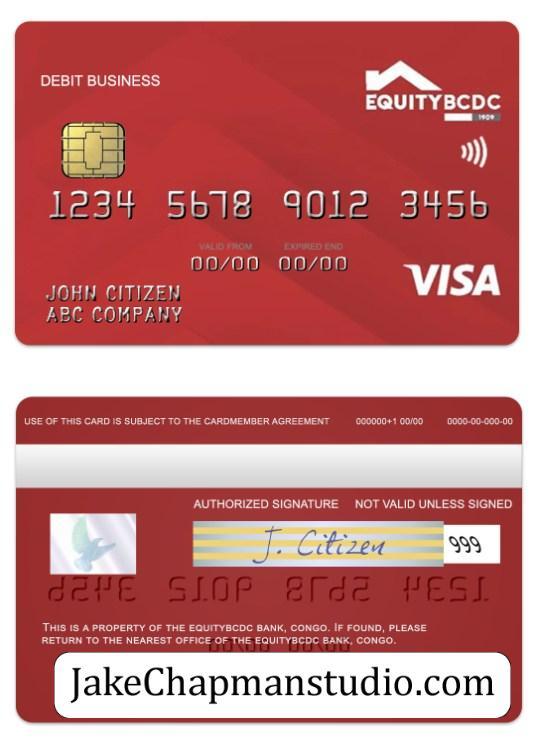 DEBIT BUSINESS
EQUITYBCDC
1909
1234 5678 9012 3456
VALID FROM EXPIRED END
00/00 00/00
JOHN CITIZEN
VISA
ABC COMPANY
USE OF THIS CARD IS SUBJECT TO THE CARDMEMBER AGREEMENT 000000+1 00/00 0000-00-000-00
AUTHORIZED SIGNATURE NOT VALID UNLESS SIGNED
J. Citizen 999
THIS IS A PROPERTY OF THE EQUITYBCDC BANK, CONGO. IF FOUND, PLEASE
RETURN TO THE NEAREST OFFICE OF THE EQUITYBCDC BANK, CONGO.
JakeChapmanstudio.com